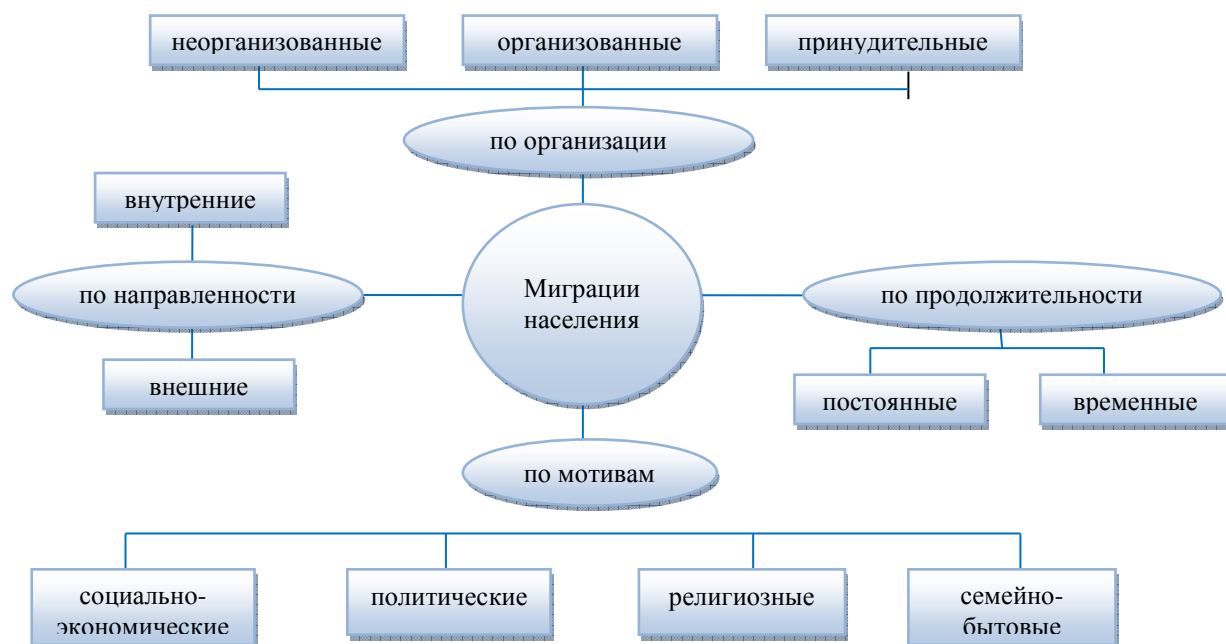 неорганизованные
организованные
принудительные
по организации
внутренние
по направленности
внешние
Миграции
населения
по продолжительности
постоянные
временные
по мотивам
социально-
экономические
политические
религиозные
семейно-
бытовые